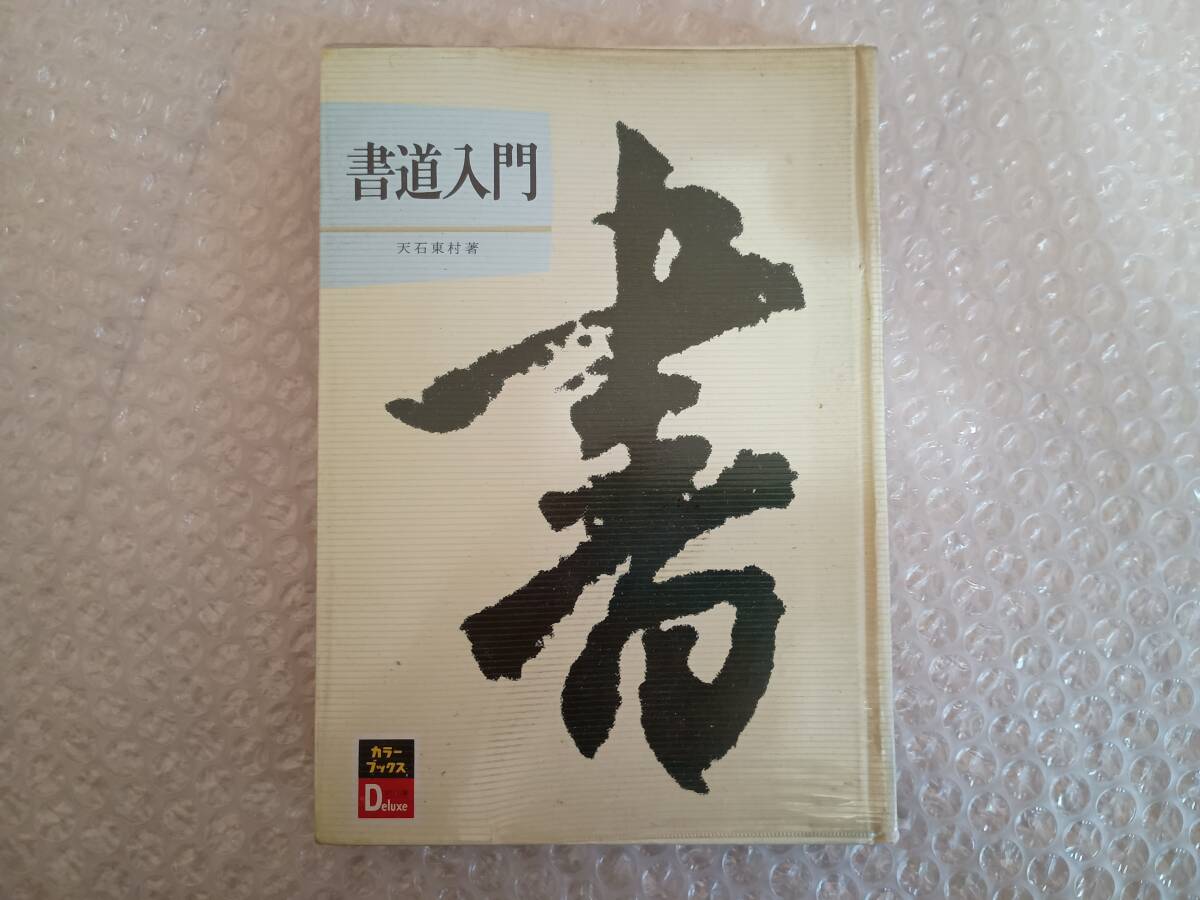 書道入門
天石東村著
書
カラー
ブックス
Deluxe